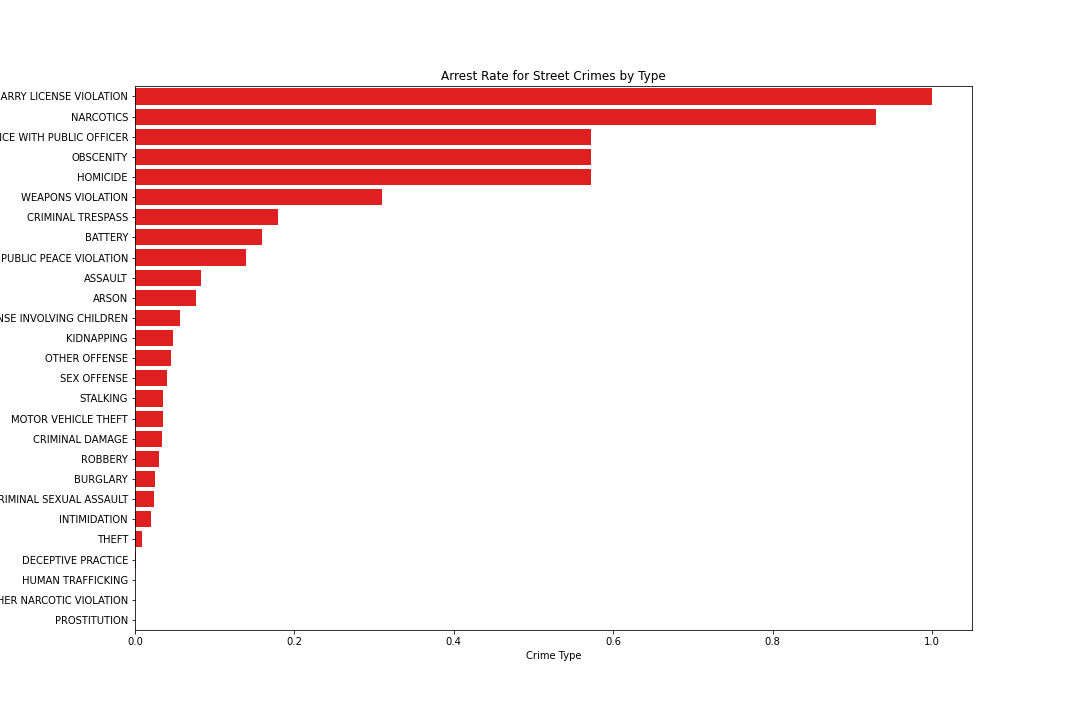 Arrest Rate for Street Crimes by Type
ARRY LICENSE VIOLATION
NARCOTICS
NCE WITH PUBLIC OFFICER
OBSCENITY
HOMICIDE
WEAPONS VIOLATION
CRIMINAL TRESPASS
BATTERY
PUBLIC PEACE VIOLATION
ASSAULT
ARSON
NSE INVOLVING CHILDREN
KIDNAPPING
OTHER OFFENSE
SEX OFFENSE
STALKING
MOTOR VEHICLE THEFT
CRIMINAL DAMAGE
ROBBERY
BURGLARY
RIMINAL SEXUAL ASSAULT
INTIMIDATION
THEFT
DECEPTIVE PRACTICE
HUMAN TRAFFICKING
HER NARCOTIC VIOLATION
PROSTITUTION
0.0 0.2 0.4 0.6 0.8 1.0
Crime Type